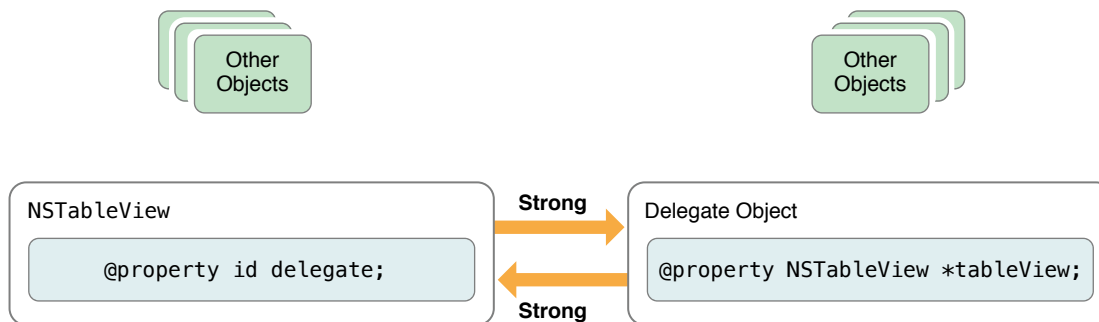 Other
Objects
Other
Objects
Strong
NSTableView
Delegate Object
@property id delegate;
@property NSTableView *tableView;
Strong